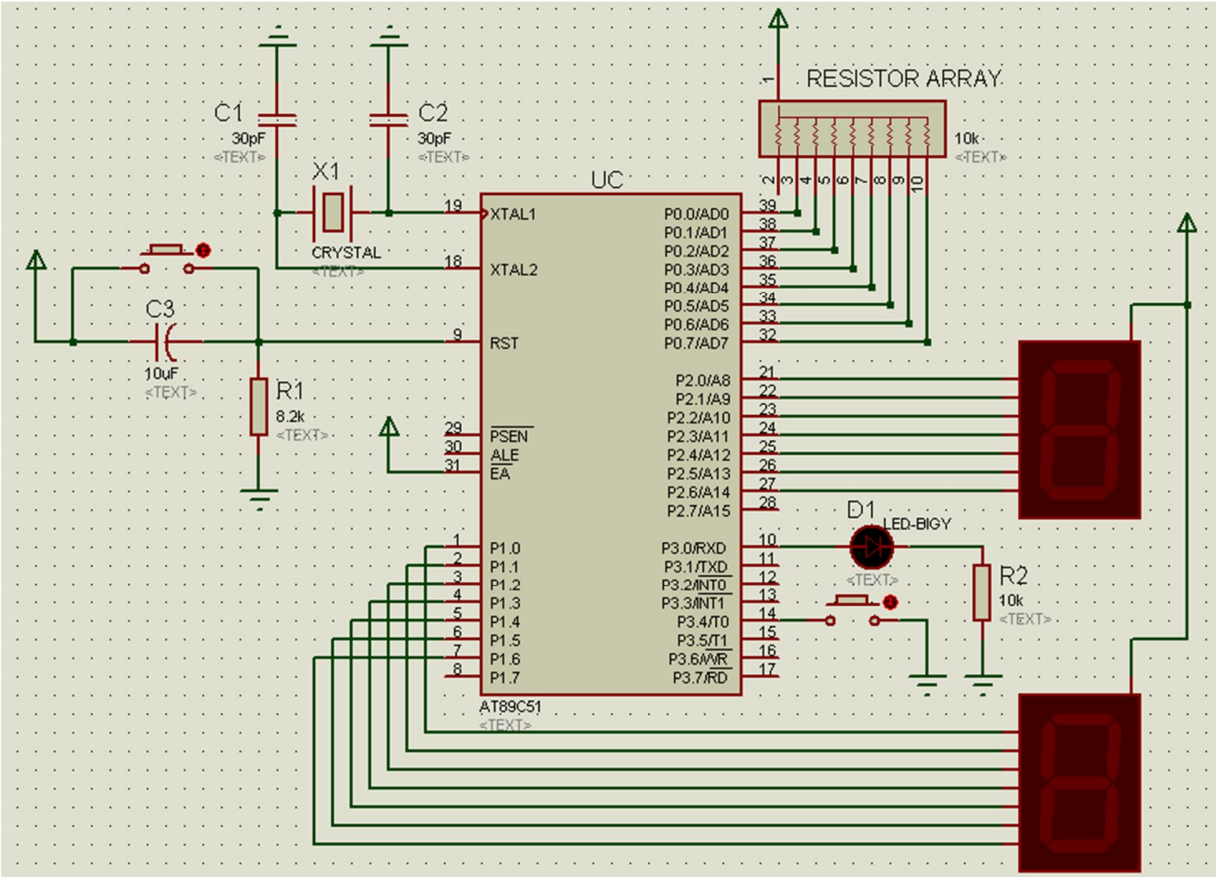 RESISTOR ARRAY
1
10k
<TEXT>
2 3 4 5 6 7 8 9 10
C1
30pF
<TEXT>
C2
30pF
<TEXT>
X1
CRYSTAL
<TEXT>
C3
10uF
<TEXT>
R1
8.2k
<TEXT>
UC
19 XTAL1
18 XTAL2
9 RST
29 PSEN
30 ALE
31 EA
1 P1.0
2 P1.1
3 P1.2
4 P1.3
5 P1.4
6 P1.5
7 P1.6
8 P1.7
P0.0/AD0 39
P0.1/AD1 38
P0.2/AD2 37
P0.3/AD3 36
P0.4/AD4 35
P0.5/AD5 34
P0.6/AD6 33
P0.7/AD7 32
P2.0/A8 21
P2.1/A9 22
P2.2/A10 23
P2.3/A11 24
P2.4/A12 25
P2.5/A13 26
P2.6/A14 27
P2.7/A15 28
P3.0/RXD 10
P3.1/TXD 11
P3.2/INT0 12
P3.3/INT1 13
P3.4/T0 14
P3.5/T1 15
P3.6/WR 16
P3.7/RD 17
AT89C51
<TEXT>
D1
LED-BIGY
<TEXT>
R2
10k
<TEXT>